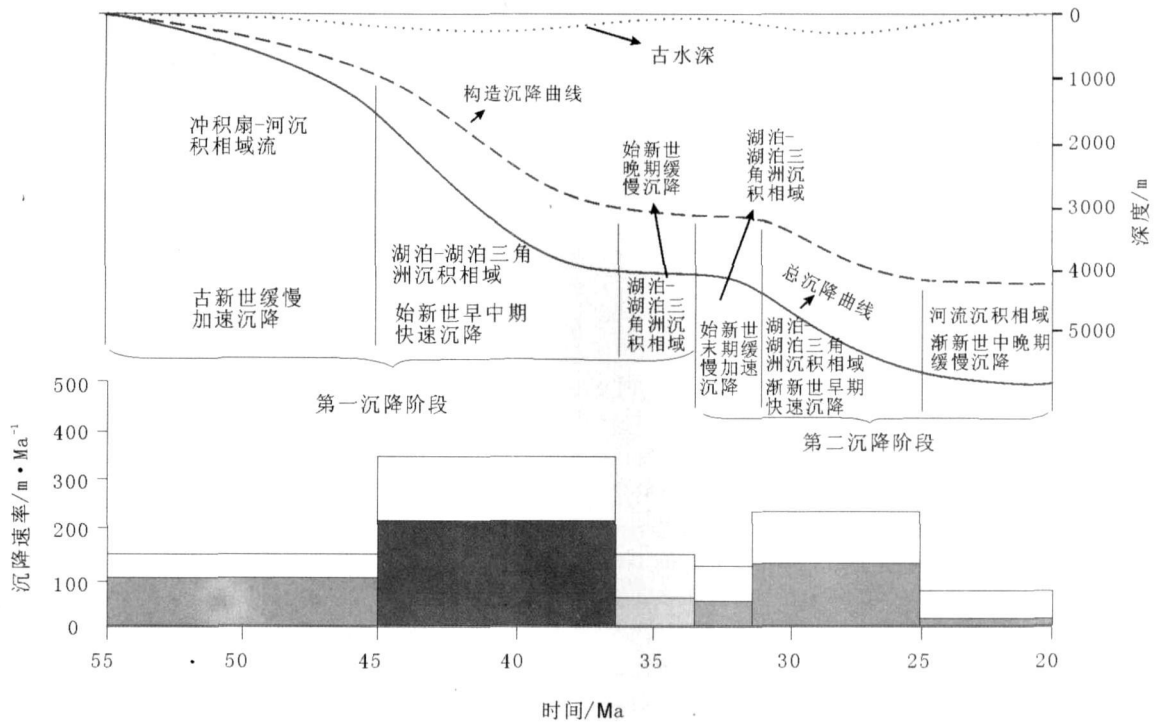 0
古水深
1000
构造沉降曲线
冲积扇-河沉
积相域流
2000
始新世
晚期缓
慢沉降
湖泊-
湖泊三
角洲沉
积相域
3000
深度/m
湖泊-湖泊三角
洲沉积相域
4000
总沉降曲线
古新世缓慢
加速沉降
始新世早中期
快速沉降
湖泊-
湖泊三
角洲沉
积相域
始新世
末期缓
慢加速
沉降
湖泊-
湖泊三角
洲沉积相域
渐新世早期
快速沉降
河流沉积相域
渐新世中晚期
缓慢沉降
5000
第一沉降阶段
第二沉降阶段
500
400
300
200
100
0
沉降速率/m·Ma⁻¹
55
50
45
40
35
30
25
20
时间/Ma